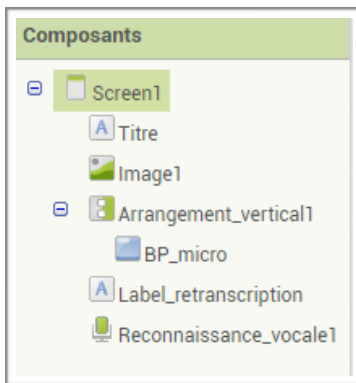 Composants
Screen1
A Titre
Image1
Arrangement_vertical1
BP_micro
A Label_retranscription
Reconnaissance_vocale1